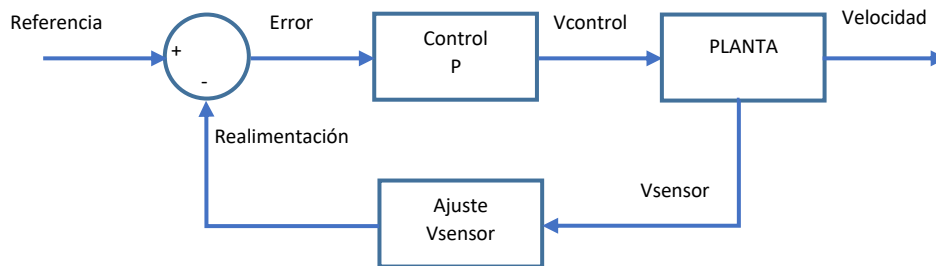 Referencia
Error
Control
P
Vcontrol
PLANTA
Velocidad
+
-
Realimentación
Ajuste
Vsensor
Vsensor